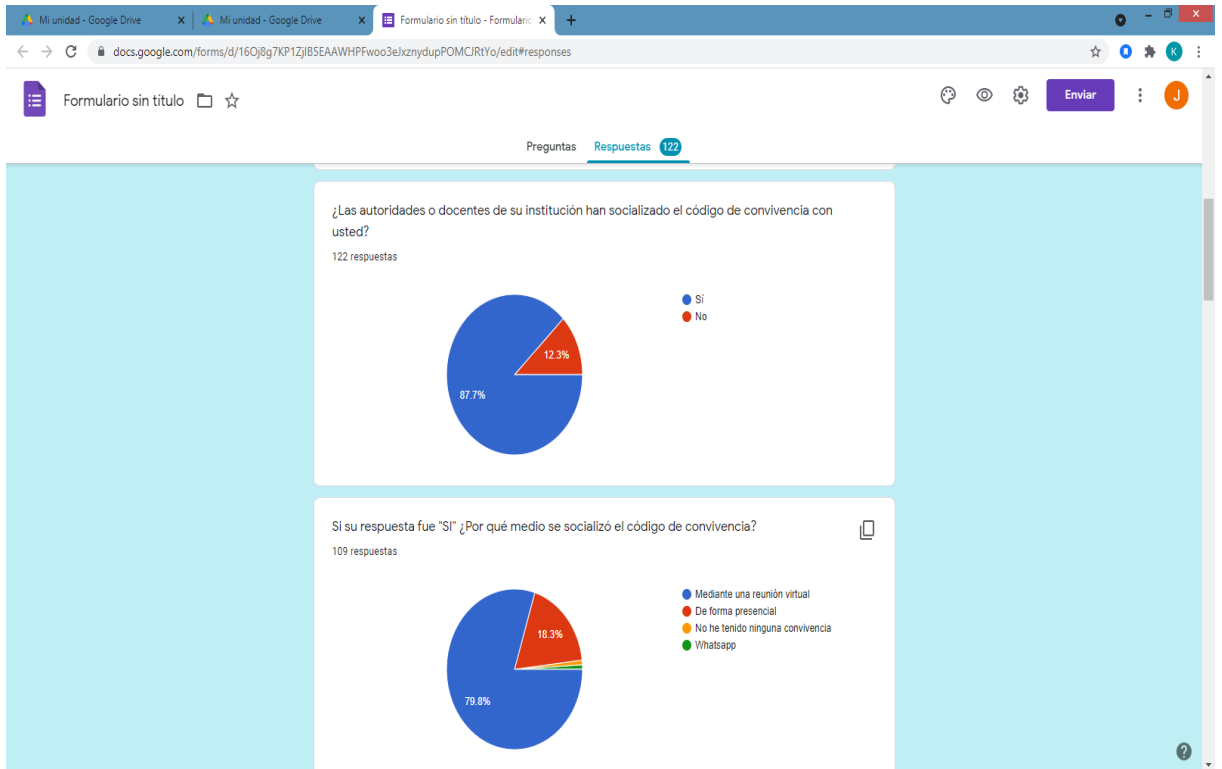 Mi unidad - Google Drive
Mi unidad - Google Drive
Formulario sin título - Formulario
docs.google.com/forms/d/16Oj8g7KP1ZjIB5EAAWHPFwoo3eJxznydupPOMCJRtYo/edit#responses
K
Formulario sin título
Enviar
J
Preguntas Respuestas 122
¿Las autoridades o docentes de su institución han socializado el código de convivencia con
usted?
122 respuestas
Sí
No
12.3%
87.7%
Si su respuesta fue "SI" ¿Por qué medio se socializó el código de convivencia?
109 respuestas
Mediante una reunión virtual
De forma presencial
No he tenido ninguna convivencia
Whatsapp
18.3%
79.8%